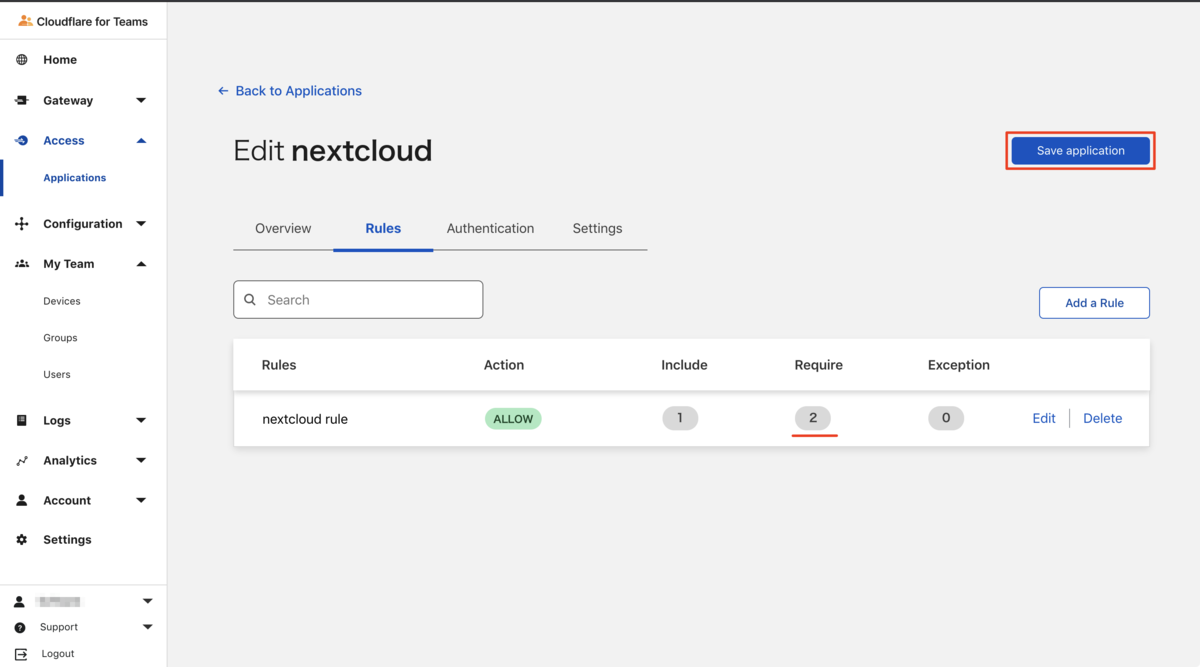 Cloudflare for Teams
Home
Gateway
Access
Applications
Configuration
My Team
Devices
Groups
Users
Logs
Analytics
Account
Settings
Support
Logout
Back to Applications
Edit nextcloud
Save application
Overview Rules Authentication Settings
Search
Add a Rule
Rules Action Include Require Exception
nextcloud rule ALLOW 1 2 0 Edit Delete